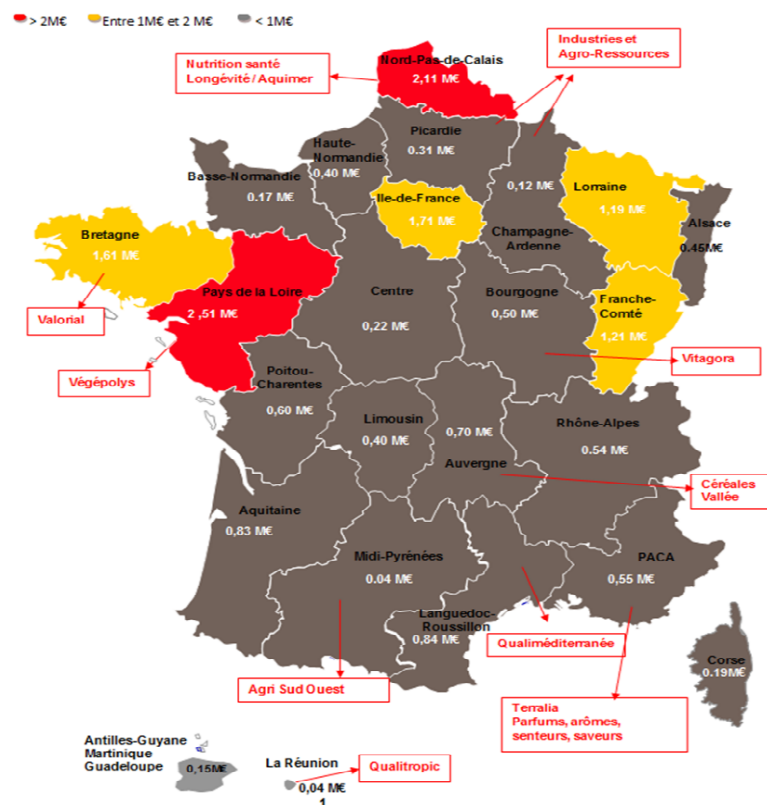 > 2M€
Entre 1M€ et 2 M€
< 1M€
Nutrition santé
Longévité / Aquimer
Nord-Pas-de-Calais
2,11 M€
Industries et
Agro-Ressources
Picardie
0.31 M€
Haute-
Normandie
0,40 M€
Basse-Normandie
0.17 M€
Ile-de-France
1,71 M€
0,12 M€
Champagne-
Ardenne
Lorraine
1,19 M€
Alsace
0.45M€
Bretagne
1,61 M€
Valorial
Pays de la Loire
2 ,51 M€
Végépolys
Centre
0,22 M€
Bourgogne
0,50 M€
Franche-
Comté
1,21 M€
Vitagora
Poitou-
Charentes
0,60 M€
Limousin
0,40 M€
0,70 M€
Auvergne
Rhône-Alpes
0.54 M€
Céréales
Vallée
Aquitaine
0,83 M€
Midi-Pyrénées
0.04 M€
Languedoc-
Roussillon
0,84 M€
PACA
0,55 M€
Qualiméditerranée
Agri Sud Ouest
Terralia
Parfums, arômes,
senteurs, saveurs
Corse
0.19M€
Antilles-Guyane
Martinique
Guadeloupe
0,15M€
La Réunion
0,04 M€
1
Qualitropic